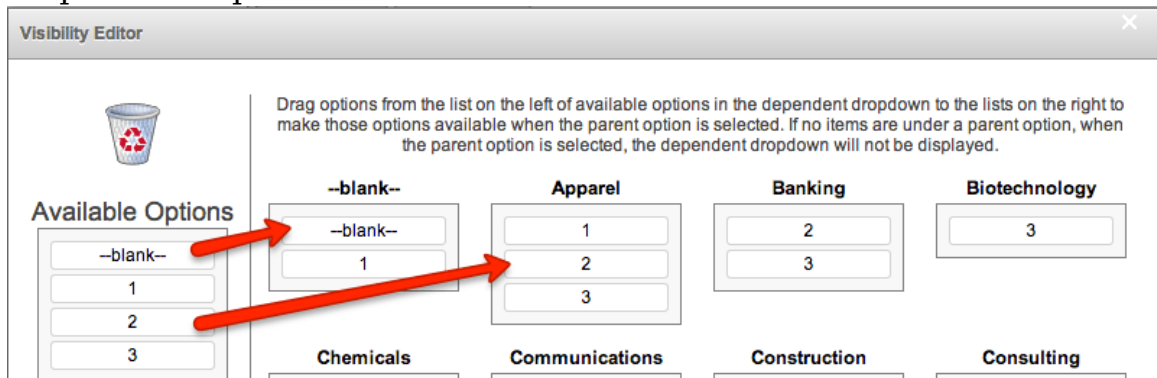 Visibility Editor
Drag options from the list on the left of available options in the dependent dropdown to the lists on the right to
make those options available when the parent option is selected. If no items are under a parent option, when
the parent option is selected, the dependent dropdown will not be displayed.
Available Options
--blank--
1
2
3
--blank--
--blank--
1
Apparel
1
2
3
Banking
2
3
Biotechnology
3
Chemicals
Communications
Construction
Consulting